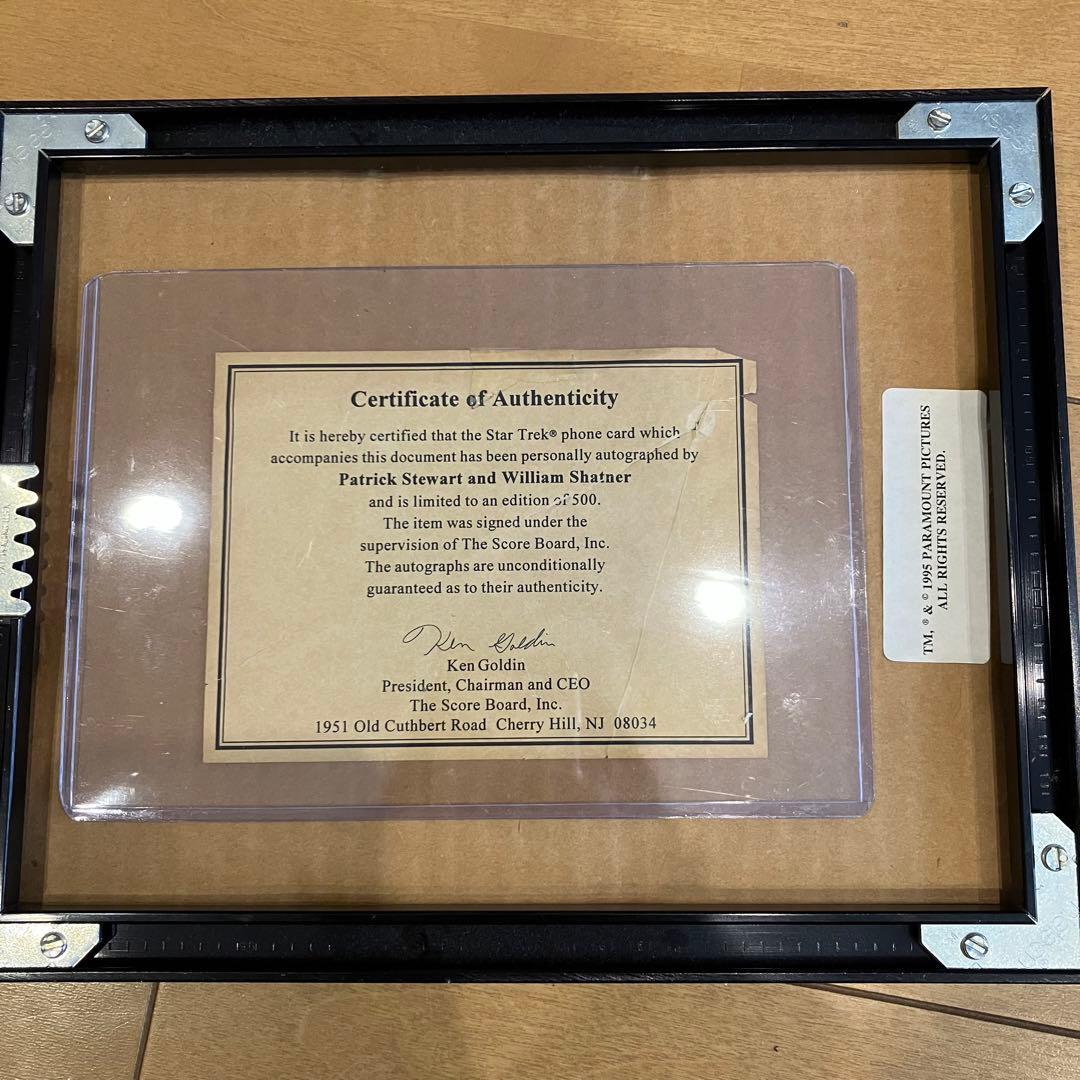 Certificate of Authenticity
It is hereby certified that the Star Trek® phone card which
accompanies this document has been personally autographed by
Patrick Stewart and William Shatner
and is limited to an edition of 500.
The item was signed under the
supervision of The Score Board, Inc.
The autographs are unconditionally
guaranteed as to their authenticity.
Ken Goldin
Ken Goldin
President, Chairman and CEO
The Score Board, Inc.
1951 Old Cuthbert Road Cherry Hill, NJ 08034
TM, ® & © 1995 PARAMOUNT PICTURES
ALL RIGHTS RESERVED.